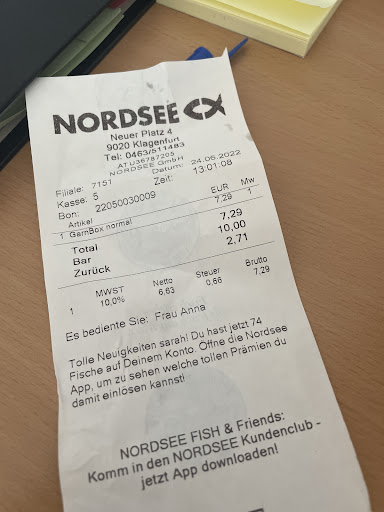 NORDSEE
Neuer Platz 4
9020 Klagenfurt
Tel: 0463/511483
ATU36787205
NORDSEE GmbH
Filiale: 7151 Datum: 24.06.2022
Kasse: 5 Zeit: 13:01:08
Bon: 22050030009
Artikel EUR Mw
1 GarnBox normal 7,29 1
Total 7,29
Bar 10,00
Zurück 2,71
MWST Netto Steuer Brutto
1 10,0% 6,63 0,66 7,29
Es bediente Sie: Frau Anna
Tolle Neuigkeiten sarah! Du hast jetzt 74
Fische auf Deinem Konto. Öffne die Nordsee
App, um zu sehen welche tollen Prämien du
damit einlösen kannst!
NORDSEE FISH & Friends:
Komm in den NORDSEE Kundenclub -
jetzt App downloaden!